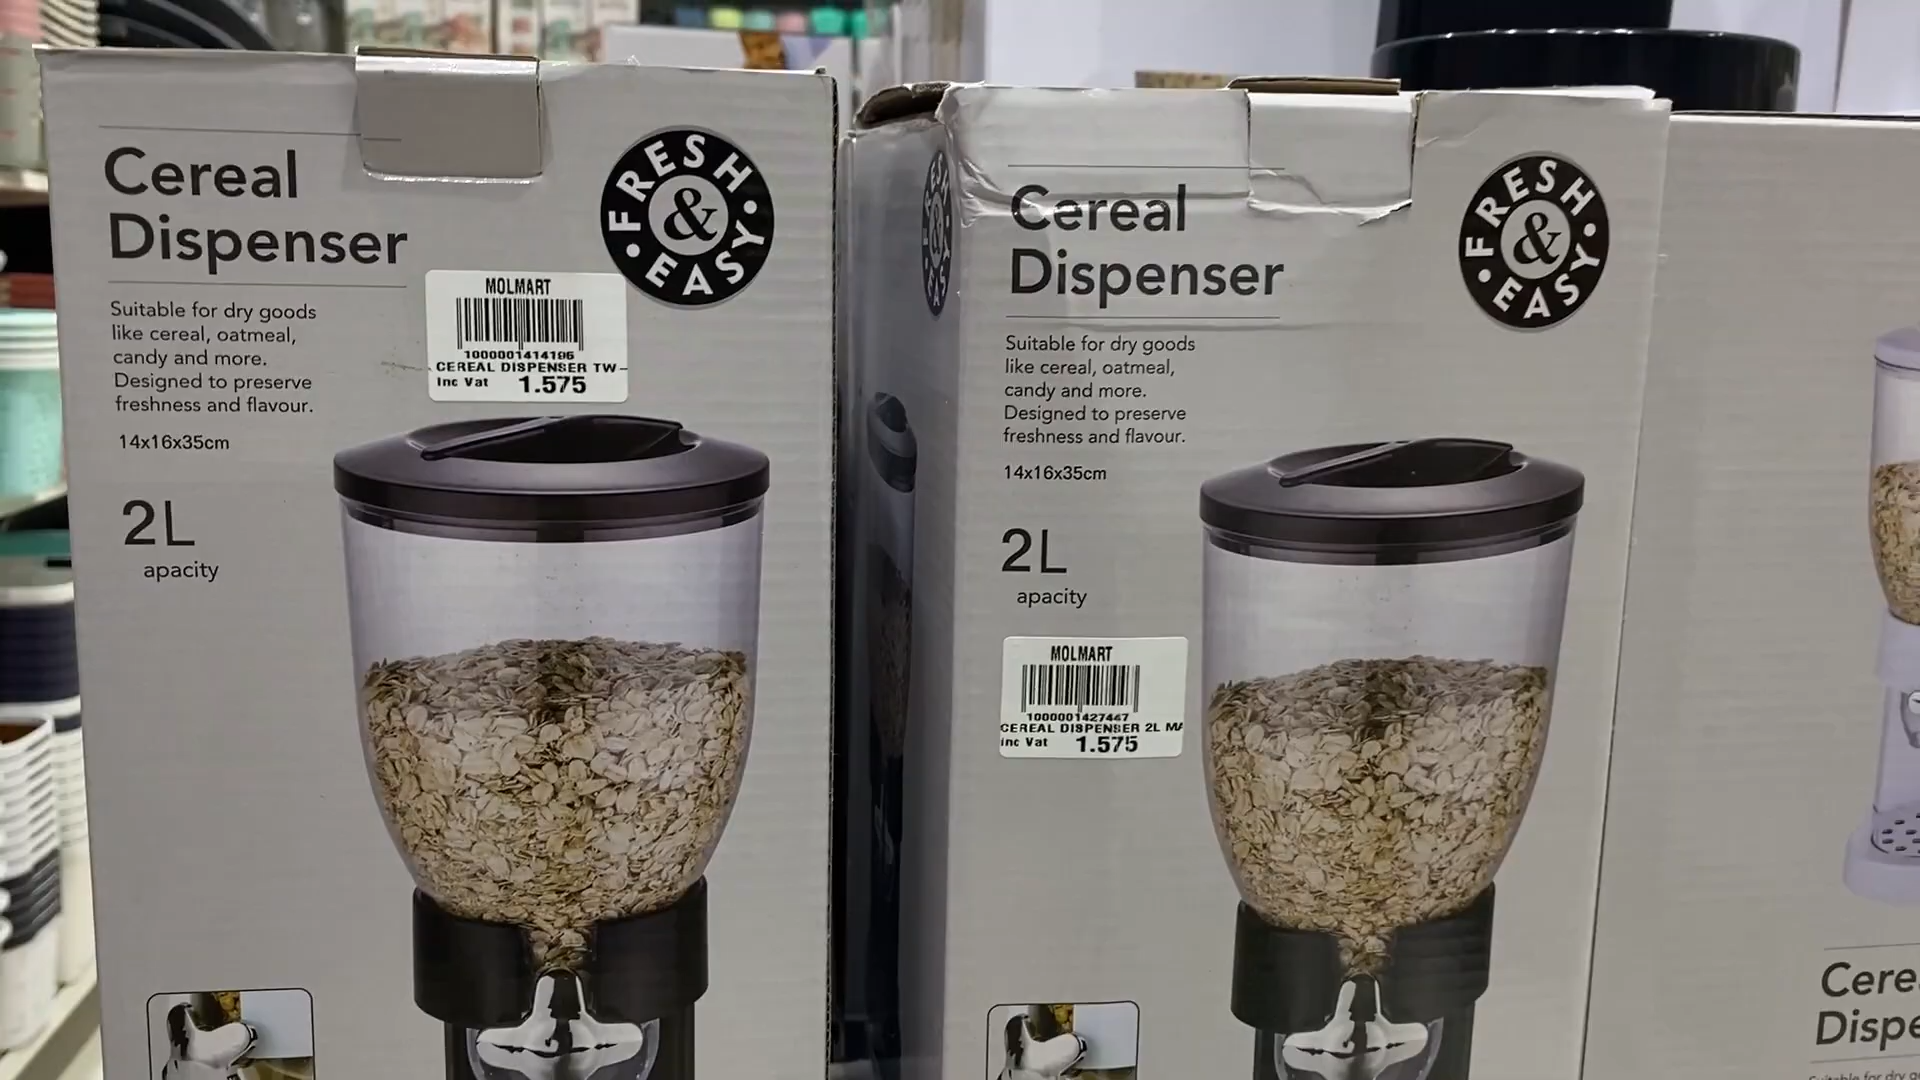 Cereal
Dispenser
FRESH & EASY
Suitable for dry goods
like cereal, oatmeal,
candy and more.
Designed to preserve
freshness and flavour.
14x16x35cm
2L
apacity
MOLMART
1000001414195
CEREAL DISPENSER TW-
Inc Vat 1.575
Cereal
Dispenser
FRESH & EASY
Suitable for dry goods
like cereal, oatmeal,
candy and more.
Designed to preserve
freshness and flavour.
14x16x35cm
2L
apacity
MOLMART
1000001427447
CEREAL DISPENSER 2L MA
inc Vat 1.575
Cere
Dispe